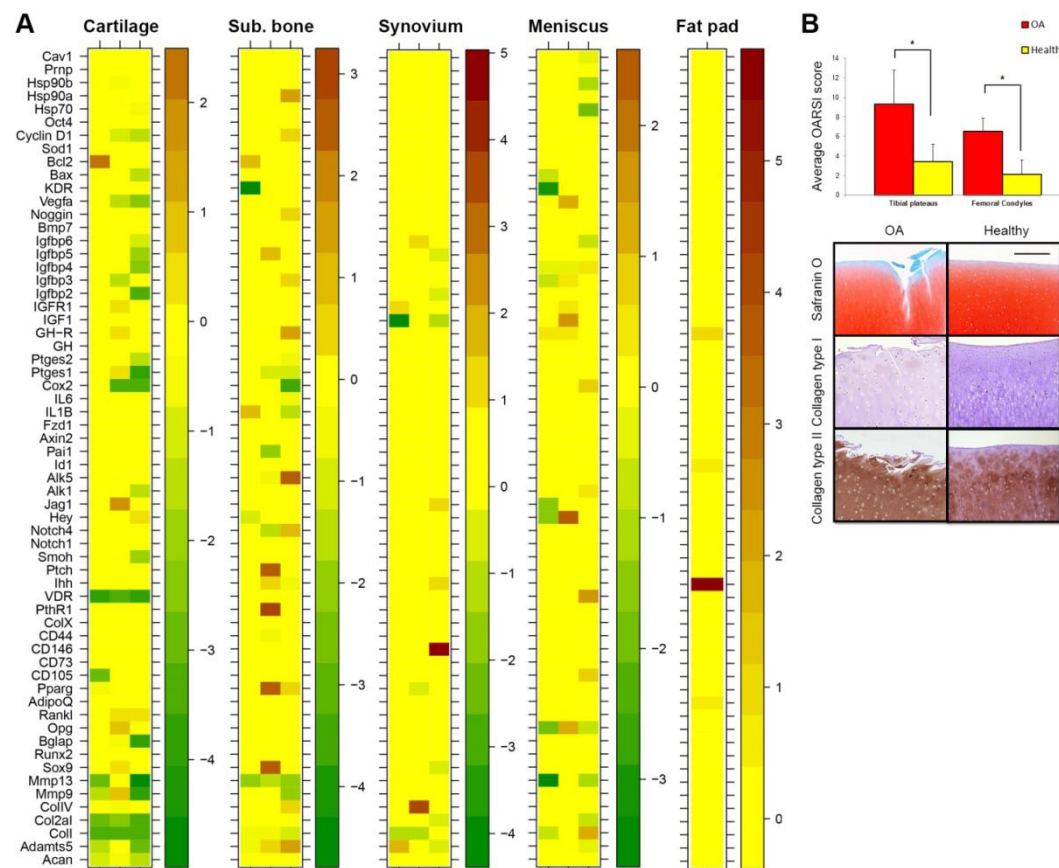 A
Cartilage
Sub. bone
Synovium
Meniscus
Fat pad
Cav1
Prnp
Hsp90b
Hsp90a
Hsp70
Oct4
Cyclin D1
Sod1
Bcl2
Bax
KDR
Vegfa
Noggin
Bmp7
Igfbp6
Igfbp5
Igfbp4
Igfbp3
Igfbp2
IGFR1
IGF1
GH−R
GH
Ptges2
Ptges1
Cox2
IL6
IL1B
Fzd1
Axin2
Pai1
Id1
Alk5
Alk1
Jag1
Hey
Notch4
Notch1
Smoh
Ptch
Ihh
VDR
PthR1
ColX
CD44
CD146
CD73
CD105
Pparg
AdipoQ
Rankl
Opg
Bglap
Runx2
Sox9
Mmp13
Mmp9
ColIV
Col2aI
ColI
Adamts5
Acan
2
1
0
−1
−2
−3
−4
3
2
1
0
−1
−2
−3
−4
5
4
3
2
1
0
−1
−2
−3
−4
2
1
0
−1
−2
−3
5
4
3
2
1
0
B
OA
Healthy
Average OARSI score
14
12
10
8
6
4
2
0
*
*
Tibial plateaus
Femoral Condyles
OA
Healthy
Safranin O
Collagen type I
Collagen type II